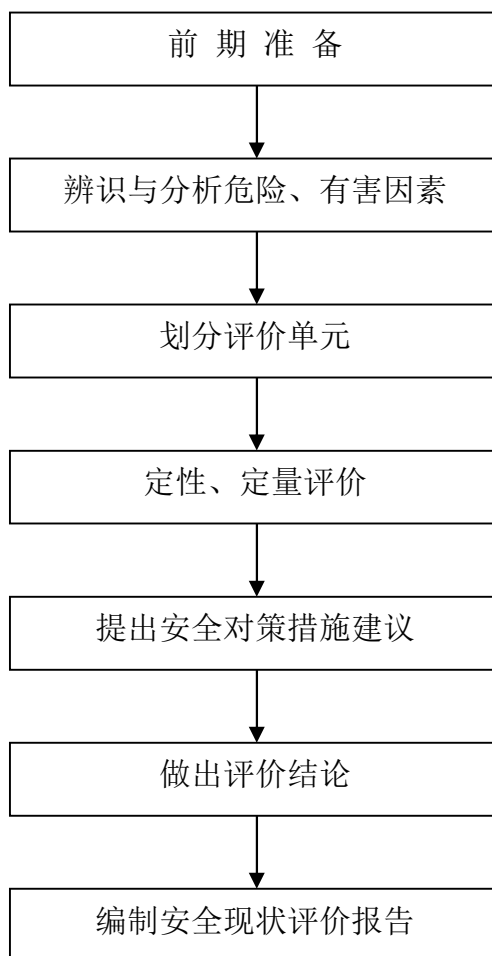 前 期 准 备
辨识与分析危险、有害因素
划分评价单元
定性、定量评价
提出安全对策措施建议
做出评价结论
编制安全现状评价报告